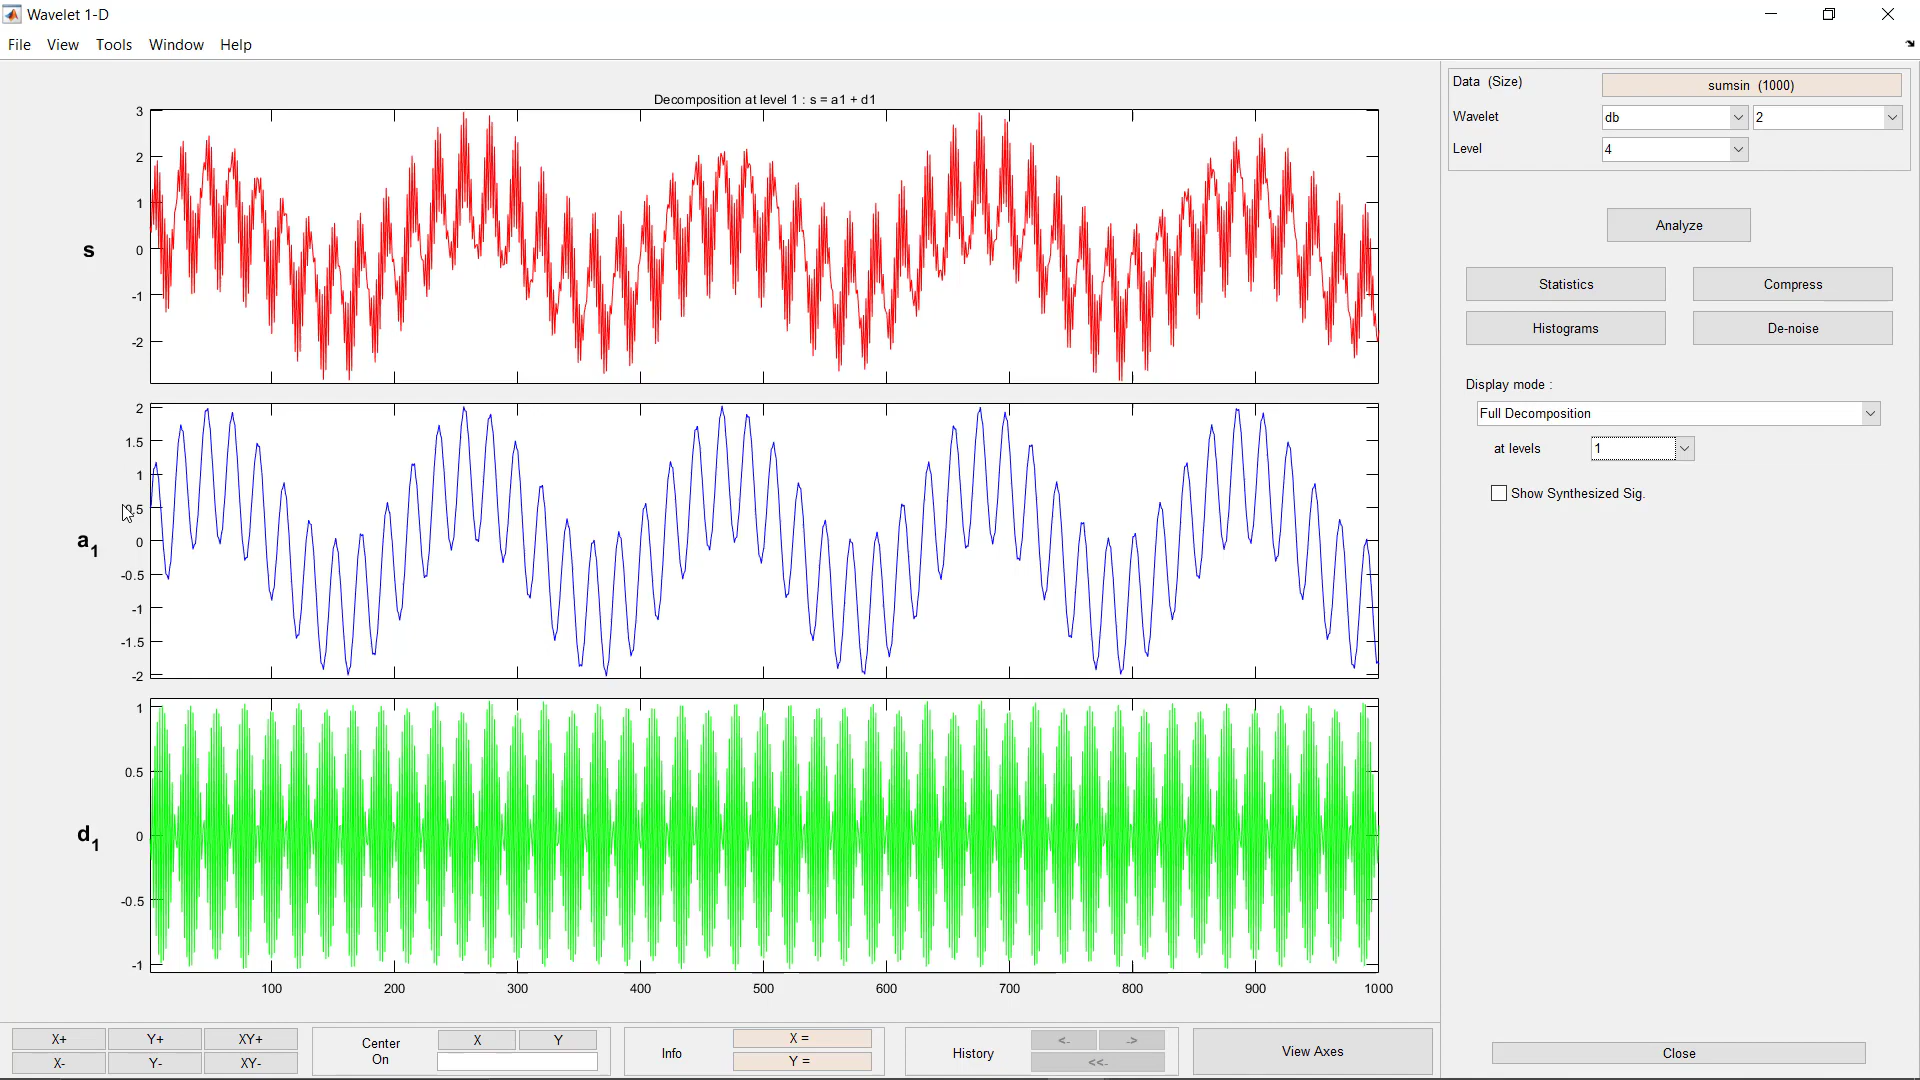 Wavelet 1-D
File View Tools Window Help
Decomposition at level 1 : s = a1 + d1
3
2
1
0
-1
-2
s
2
1.5
1
0.5
0
-0.5
-1
-1.5
-2
a1
1
0.5
0
-0.5
-1
d1
100 200 300 400 500 600 700 800 900 1000
Data (Size) sumsin (1000)
Wavelet db 2
Level 4
Analyze
Statistics Compress
Histograms De-noise
Display mode :
Full Decomposition
at levels 1
Show Synthesized Sig.
X+ Y+ XY+
X- Y- XY-
Center On
X Y
Info
X =
Y =
History
<- ->
<<-
View Axes
Close